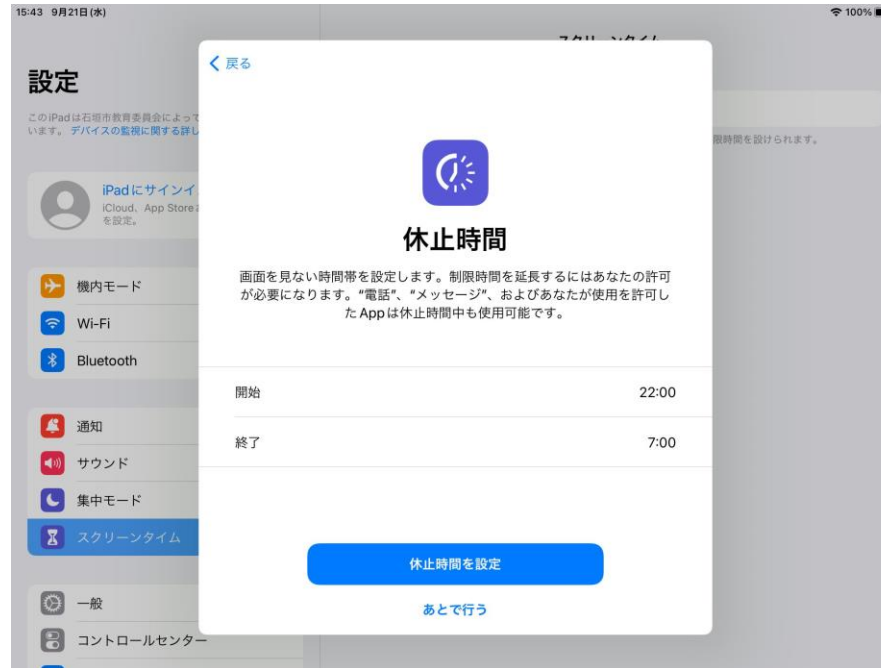 15:43 9月21日(水)
100%
設定
このiPadは石垣市教育委員会によって
います。デバイスの監視に関する詳し
iPadにサインイ
iCloud、App Store
を設定。
機内モード
Wi-Fi
Bluetooth
通知
サウンド
集中モード
スクリーンタイム
一般
コントロールセンター
戻る
休止時間
画面を見ない時間帯を設定します。制限時間を延長するにはあなたの許可
が必要になります。“電話”、“メッセージ”、およびあなたが使用を許可し
たAppは休止時間中も使用可能です。
開始 22:00
終了 7:00
休止時間を設定
あとで行う
限時間を設けられます。